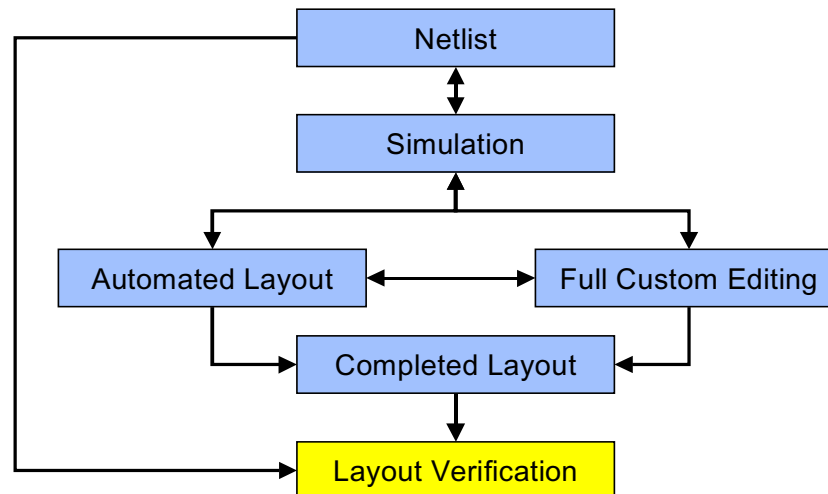 Netlist
Simulation
Automated Layout
Full Custom Editing
Completed Layout
Layout Verification